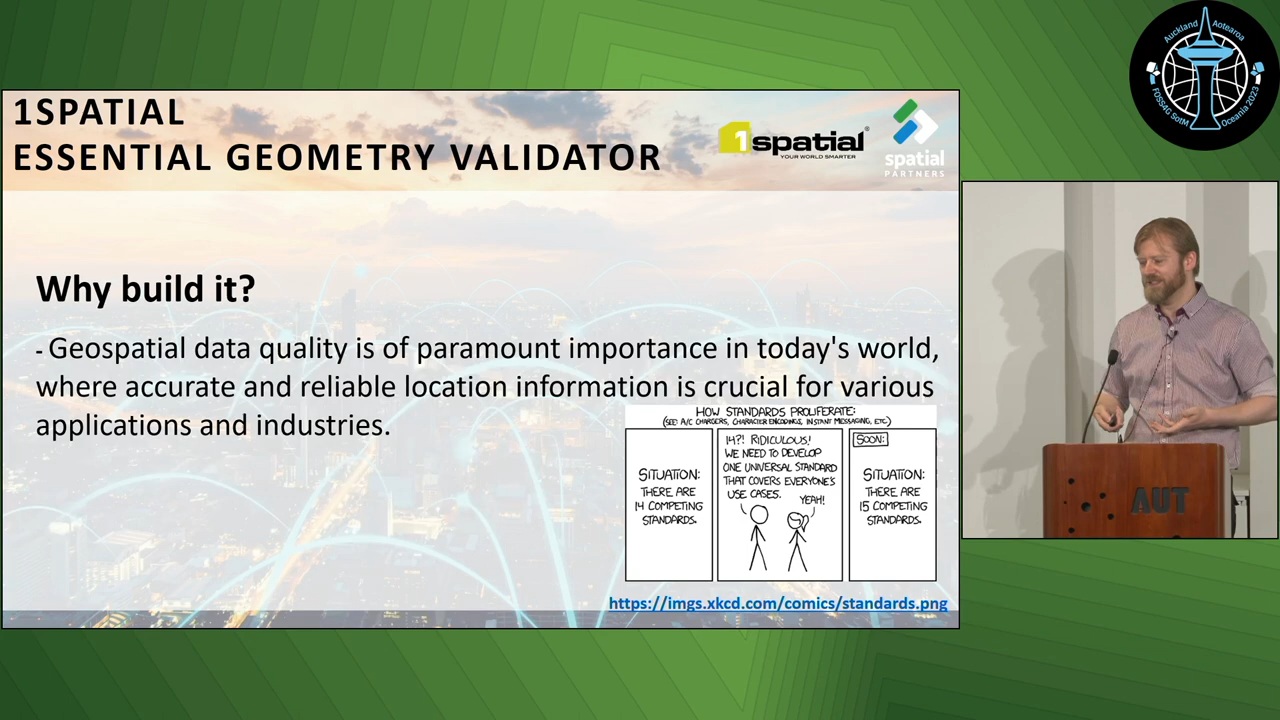 1SPATIAL
ESSENTIAL GEOMETRY VALIDATOR
1spatial®
YOUR WORLD SMARTER
spatial
PARTNERS
Why build it?
- Geospatial data quality is of paramount importance in today's world,
where accurate and reliable location information is crucial for various
applications and industries.
HOW STANDARDS PROLIFERATE:
(SEE: A/C CHARGERS, CHARACTER ENCODINGS, INSTANT MESSAGING, ETC.)
SITUATION:
THERE ARE
14 COMPETING
STANDARDS.
14?! RIDICULOUS!
WE NEED TO DEVELOP
ONE UNIVERSAL STANDARD
THAT COVERS EVERYONE'S
USE CASES.
YEAH!
SOON:
SITUATION:
THERE ARE
15 COMPETING
STANDARDS.
https://imgs.xkcd.com/comics/standards.png
Auckland Aotearoa
FOSS4G SotM Oceania 2023
AUT